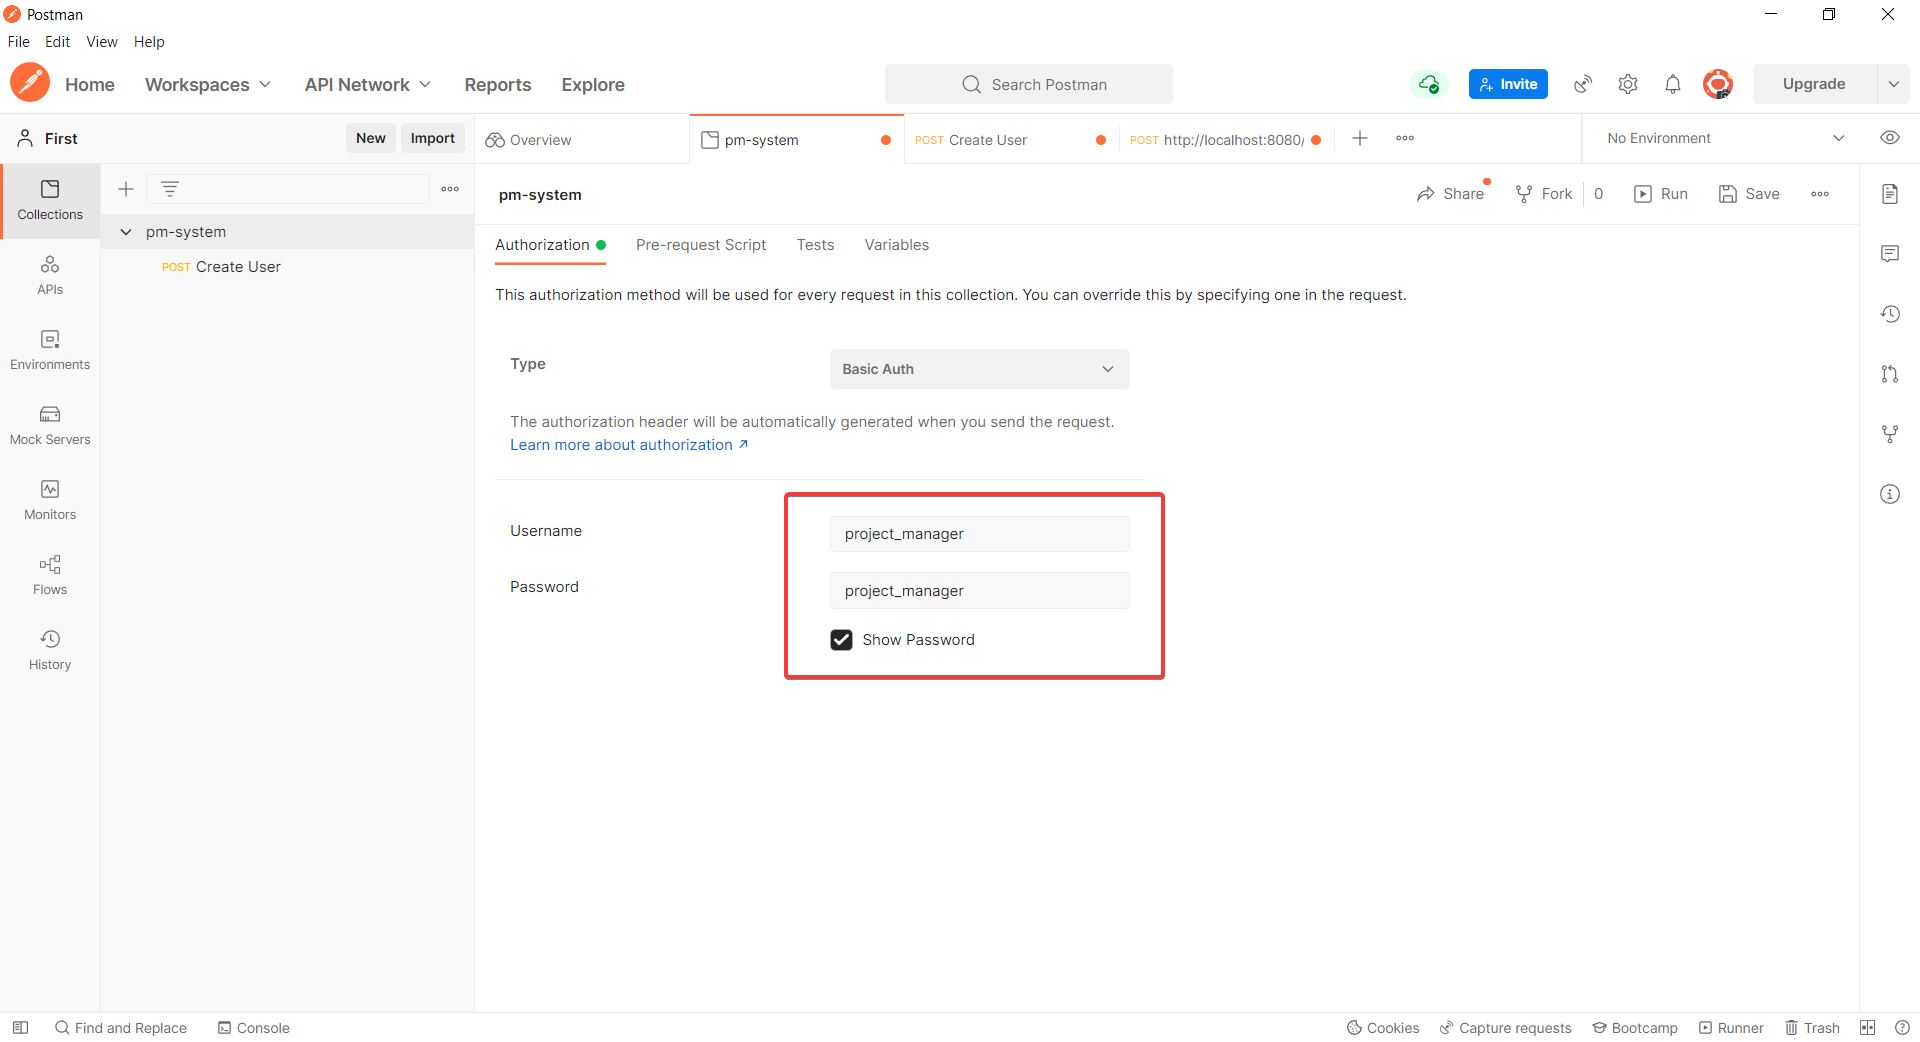 Postman
File Edit View Help
Home Workspaces API Network Reports Explore Search Postman Invite Upgrade
First New Import Overview pm-system POST Create User POST http://localhost:8080/ No Environment
Collections
pm-system
POST Create User
APIs
Environments
Mock Servers
Monitors
Flows
History
pm-system Share Fork 0 Run Save
Authorization Pre-request Script Tests Variables
This authorization method will be used for every request in this collection. You can override this by specifying one in the request.
Type Basic Auth
The authorization header will be automatically generated when you send the request.
Learn more about authorization ↗
Username project_manager
Password project_manager
Show Password
Find and Replace Console Cookies Capture requests Bootcamp Runner Trash